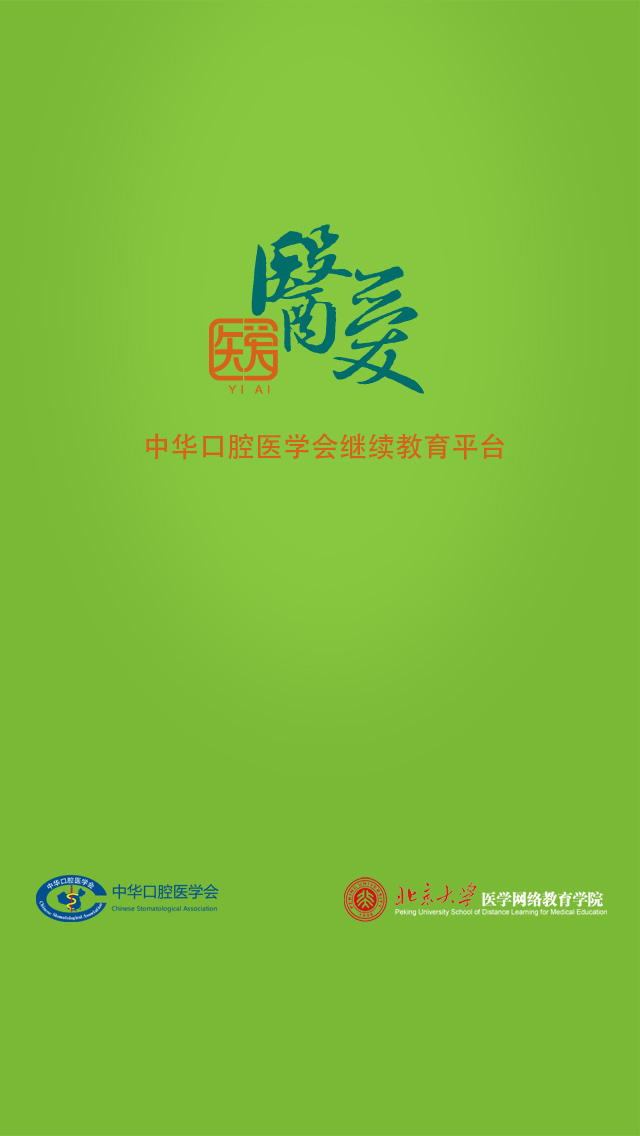 醫爱
医爱
YI AI
中华口腔医学会继续教育平台
中华口腔医学会
Chinese Stomatological Association
中华口腔医学会
Chinese Stomatological Association
北京大学 医学网络教育学院
Peking University School of Distance Learning for Medical Education